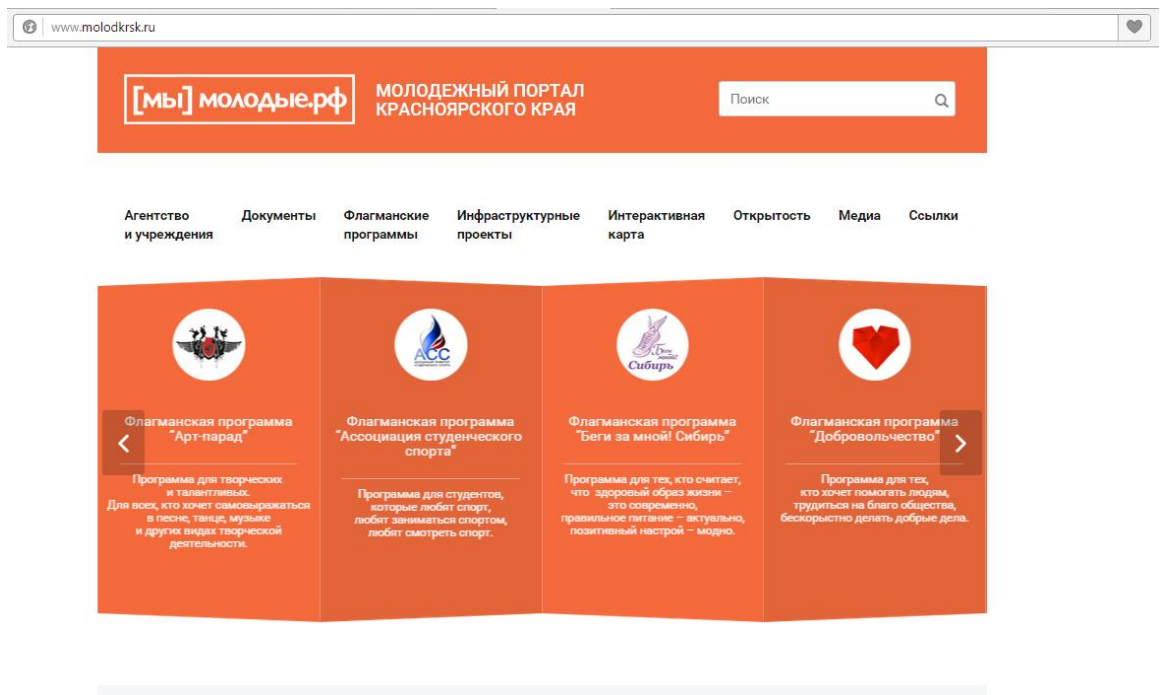 www.molodkrsk.ru
[мы] молодые.рф
МОЛОДЕЖНЫЙ ПОРТАЛ
КРАСНОЯРСКОГО КРАЯ
Поиск
Агентство
и учреждения
Документы
Флагманские
программы
Инфраструктурные
проекты
Интерактивная
карта
Открытость
Медиа
Ссылки
Флагманская программа
"Арт-парад"
Программа для творческих
и талантливых.
Для всех, кто хочет самовыражаться
в песне, танце, музыке
и других видах творческой
деятельности.
АСС
Флагманская программа
"Ассоциация студенческого
спорта"
Программа для студентов,
которые любят спорт,
любят заниматься спортом,
любят смотреть спорт.
Беги
за мной!
Сибирь
Флагманская программа
"Беги за мной! Сибирь"
Программа для тех, кто считает,
что здоровый образ жизни –
это современно,
правильное питание – актуально,
позитивный настрой – модно.
Флагманская программа
"Добровольчество"
Программа для тех,
кто хочет помогать людям,
трудиться на благо общества,
бескорыстно делать добрые дела.